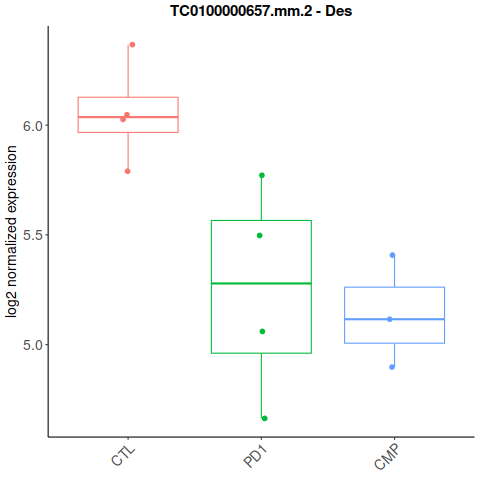 TC0100000657.mm.2 - Des
log2 normalized expression
6.0
5.5
5.0
CTL
PD1
CMP